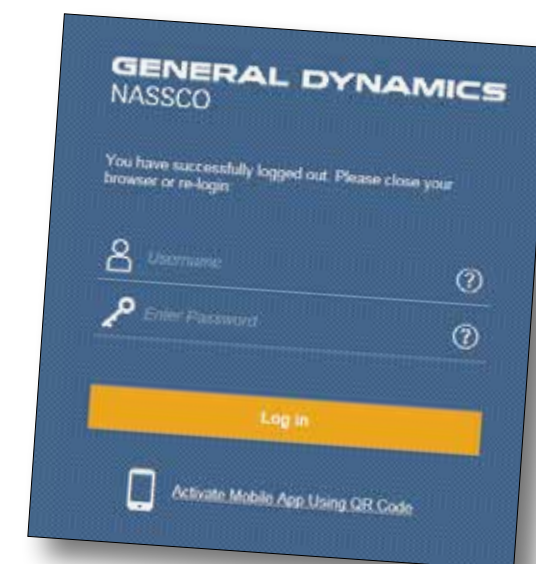 GENERAL DYNAMICS
NASSCO
You have successfully logged out. Please close your
browser or re-login.
Username
Enter Password
Log in
Activate Mobile App Using QR Code